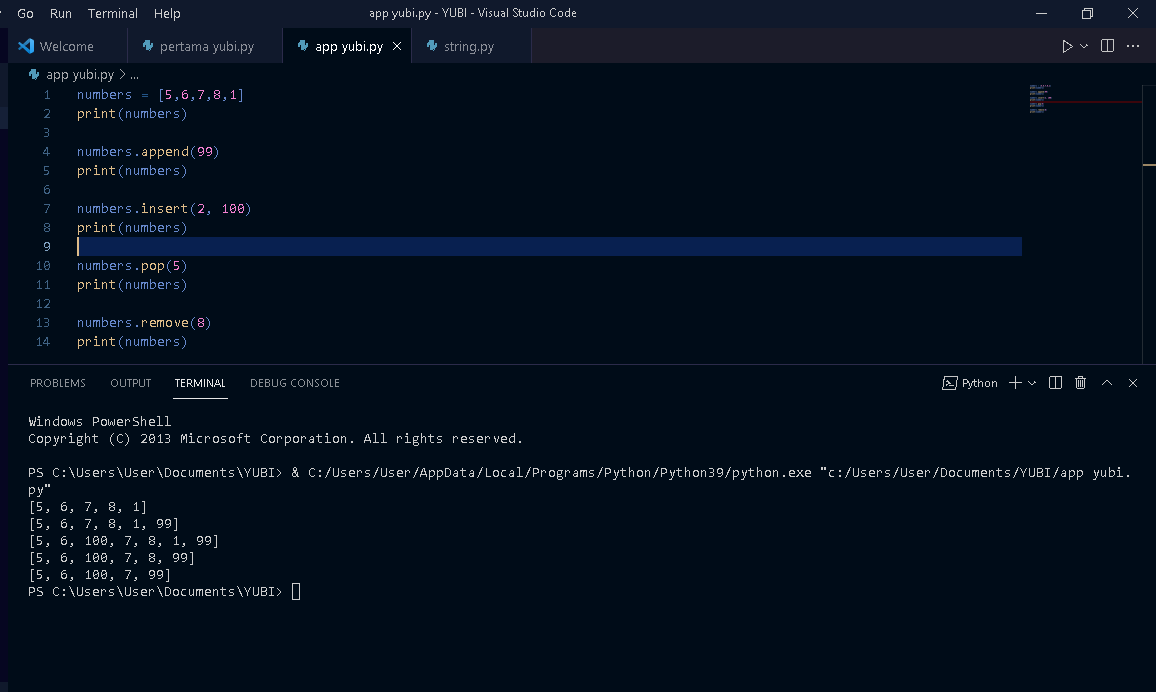 Go Run Terminal Help app yubi.py - YUBI - Visual Studio Code
Welcome pertama yubi.py app yubi.py string.py
app yubi.py > ...
1 numbers = [5,6,7,8,1]
2 print(numbers)
3
4 numbers.append(99)
5 print(numbers)
6
7 numbers.insert(2, 100)
8 print(numbers)
9
10 numbers.pop(5)
11 print(numbers)
12
13 numbers.remove(8)
14 print(numbers)
PROBLEMS OUTPUT TERMINAL DEBUG CONSOLE Python
Windows PowerShell
Copyright (C) 2013 Microsoft Corporation. All rights reserved.
PS C:\Users\User\Documents\YUBI> & C:/Users/User/AppData/Local/Programs/Python/Python39/python.exe "c:/Users/User/Documents/YUBI/app yubi.
py"
[5, 6, 7, 8, 1]
[5, 6, 7, 8, 1, 99]
[5, 6, 100, 7, 8, 1, 99]
[5, 6, 100, 7, 8, 99]
[5, 6, 100, 7, 99]
PS C:\Users\User\Documents\YUBI>